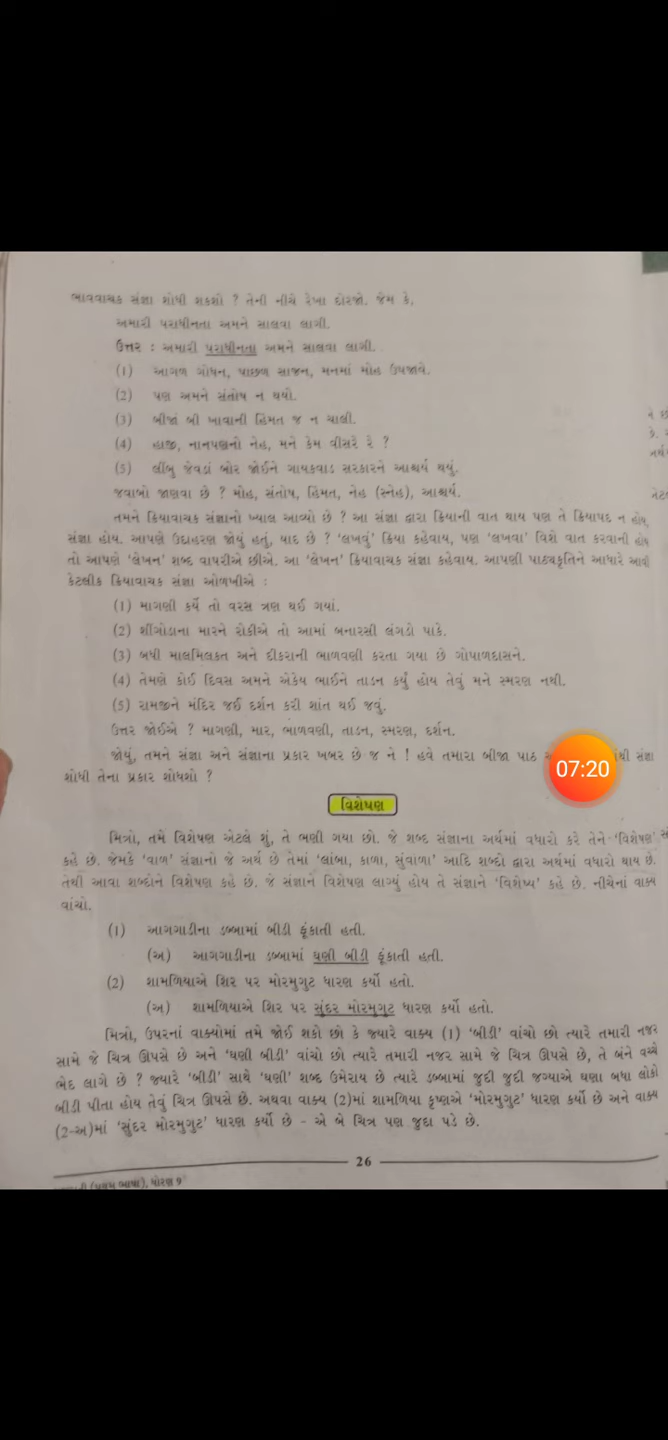 ભાવવાચક સંજ્ઞા શોધી શકશો ? તેની નીચે રેખા દોરજો. જેમ કે,
અમારી પરાધીનતા અમને સાલવા લાગી.
ઉત્તર : અમારી પરાધીનતા અમને સાલવા લાગી.
(1) આગળ ગોધન, પાછળ સાજન, મનમાં મોહ ઉપજાવે.
(2) પણ અમને સંતોષ ન થયો.
(3) બીજાં બી ખાવાની હિંમત જ ન ચાલી.
(4) હાજી, નાનપણનો નેહ, મને કેમ વીસરે રે ?
(5) લીંબુ જેવડાં બોર જોઈને ગાયકવાડ સરકારને આશ્ચર્ય થયું.
જવાબો જાણવા છે ? મોહ, સંતોષ, હિંમત, નેહ (સ્નેહ), આશ્ચર્ય.
તમને ક્રિયાવાચક સંજ્ઞાનો ખ્યાલ આવ્યો છે ? આ સંજ્ઞા દ્વારા ક્રિયાની વાત થાય પણ તે ક્રિયાપદ ન હોય,
સંજ્ઞા હોય. આપણે ઉદાહરણ જોયું હતું, યાદ છે ? 'લખવું' ક્રિયા કહેવાય, પણ 'લખવા' વિશે વાત કરવાની હોય
તો આપણે 'લેખન' શબ્દ વાપરીએ છીએ. આ 'લેખન' ક્રિયાવાચક સંજ્ઞા કહેવાય. આપણી પાઠ્યકૃતિને આધારે આવી
કેટલીક ક્રિયાવાચક સંજ્ઞા ઓળખીએ :
(1) માગણી કર્યે તો વરસ ત્રણ થઈ ગયાં.
(2) શીંગોડાના મારને રોકીએ તો આમાં બનારસી લંગડો પાકે.
(3) બધી માલમિલકત અને દીકરાની ભાળવણી કરતા ગયા છે ગોપાળદાસને.
(4) તેમણે કોઈ દિવસ અમને એકેય ભાઈને તાડન કર્યું હોય તેવું મને સ્મરણ નથી.
(5) રામજીને મંદિર જઈ દર્શન કરી શાંત થઈ જવું.
ઉત્તર જોઈએ ? માગણી, માર, ભાળવણી, તાડન, સ્મરણ, દર્શન.
જોયું, તમને સંજ્ઞા અને સંજ્ઞાના પ્રકાર ખબર છે જ ને ! હવે તમારા બીજા પાઠ સંજ્ઞા
07:20
શોધી તેના પ્રકાર શોધશો ?
વિશેષણ
મિત્રો, તમે વિશેષણ એટલે શું, તે ભણી ગયા છો. જે શબ્દ સંજ્ઞાના અર્થમાં વધારો કરે તેને 'વિશેષણ'
કહે છે. જેમકે 'વાળ' સંજ્ઞાનો જે અર્થ છે તેમાં 'લાંબા, કાળા, સુંવાળા' આદિ શબ્દો દ્વારા અર્થમાં વધારો થાય છે.
તેથી આવા શબ્દોને વિશેષણ કહે છે. જે સંજ્ઞાને વિશેષણ લાગ્યું હોય તે સંજ્ઞાને 'વિશેષ્ય' કહે છે. નીચેનાં વાક્ય
વાંચો.
(1) આગગાડીના ડબ્બામાં બીડી ફૂંકાતી હતી.
(અ) આગગાડીના ડબ્બામાં ઘણી બીડી ફૂંકાતી હતી.
(2) શામળિયાએ શિર પર મોરમુગુટ ધારણ કર્યો હતો.
(અ) શામળિયાએ શિર પર સુંદર મોરમુગુટ ધારણ કર્યો હતો.
મિત્રો, ઉપરનાં વાક્યોમાં તમે જોઈ શકો છો કે જ્યારે વાક્ય (1) 'બીડી' વાંચો છો ત્યારે તમારી નજર
સામે જે ચિત્ર ઊપસે છે અને 'ઘણી બીડી' વાંચો છો ત્યારે તમારી નજર સામે જે ચિત્ર ઊપસે છે, તે બંને વચ્ચે
ભેદ લાગે છે ? જ્યારે 'બીડી' સાથે 'ઘણી' શબ્દ ઉમેરાય છે ત્યારે ડબ્બામાં જુદી જુદી જગ્યાએ ઘણા બધા લોકો
બીડી પીતા હોય તેવું ચિત્ર ઊપસે છે. અથવા વાક્ય (2)માં શામળિયા કૃષ્ણએ 'મોરમુગુટ' ધારણ કર્યો છે અને વાક્ય
(2-અ)માં 'સુંદર મોરમુગુટ' ધારણ કર્યો છે - એ બે ચિત્ર પણ જુદા પડે છે.
26
(પ્રથમ ભાષા), ધોરણ 9